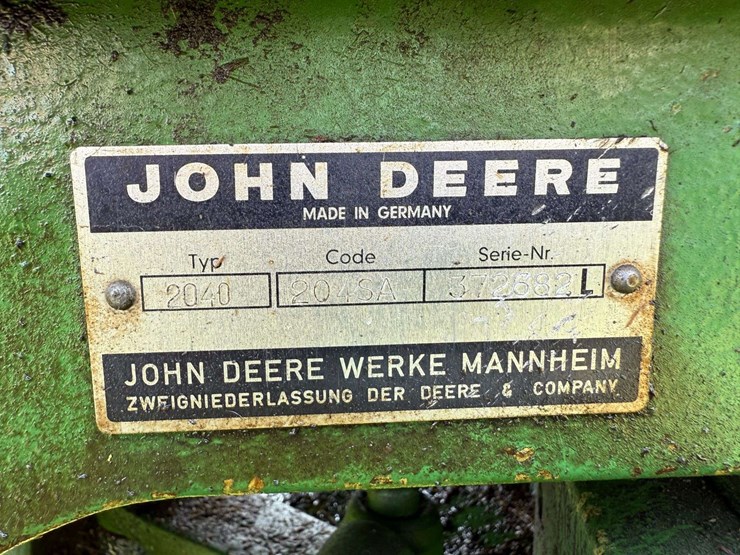 JOHN DEERE
MADE IN GERMANY
Typ Code Serie-Nr.
2040 204SA 372682L
JOHN DEERE WERKE MANNHEIM
ZWEIGNIEDERLASSUNG DER DEERE & COMPANY